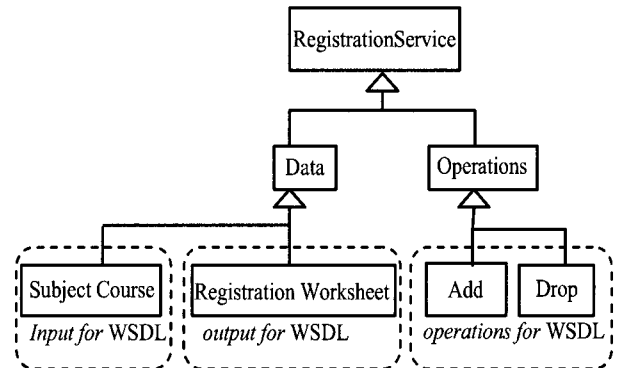 RegistrationService
Data
Operations
Subject Course
Registration Worksheet
Add
Drop
Input for WSDL
output for WSDL
operations for WSDL